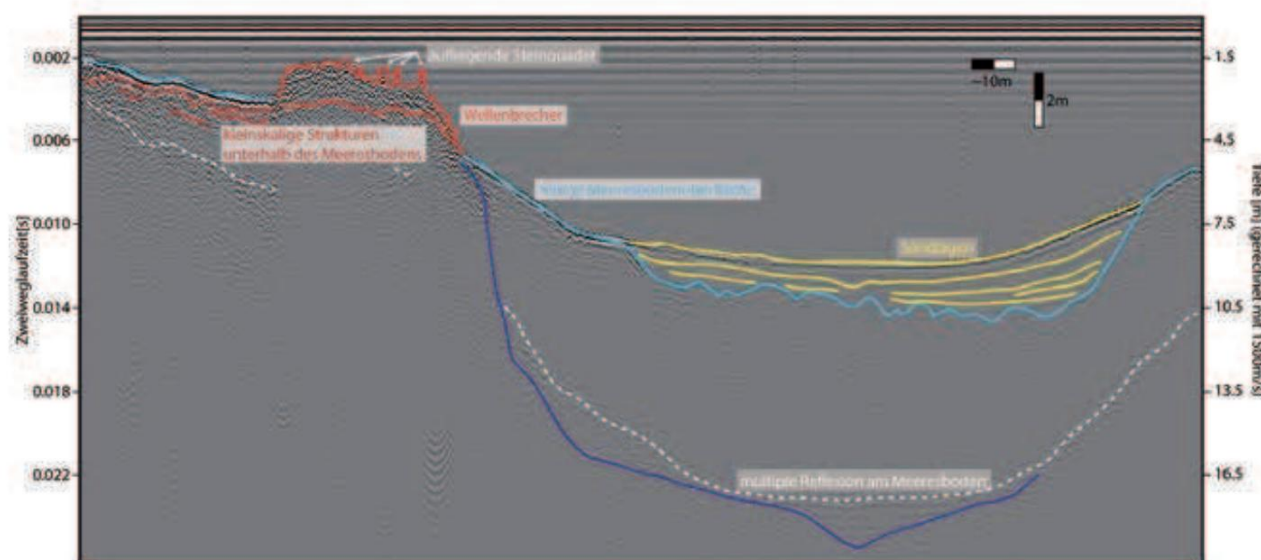 0.002
0.006
0.010
0.014
0.018
0.022
Zweiweglaufzeit[s]
aufliegende Steinquader
Wellenbrecher
kleinskalige Strukturen
unterhalb des Meeresbodens
multiple Reflexion am Meeresboden
~10m
2m
1.5
4.5
7.5
10.5
13.5
16.5
Tiefe [m] (gerechnet mit 1500m/s)